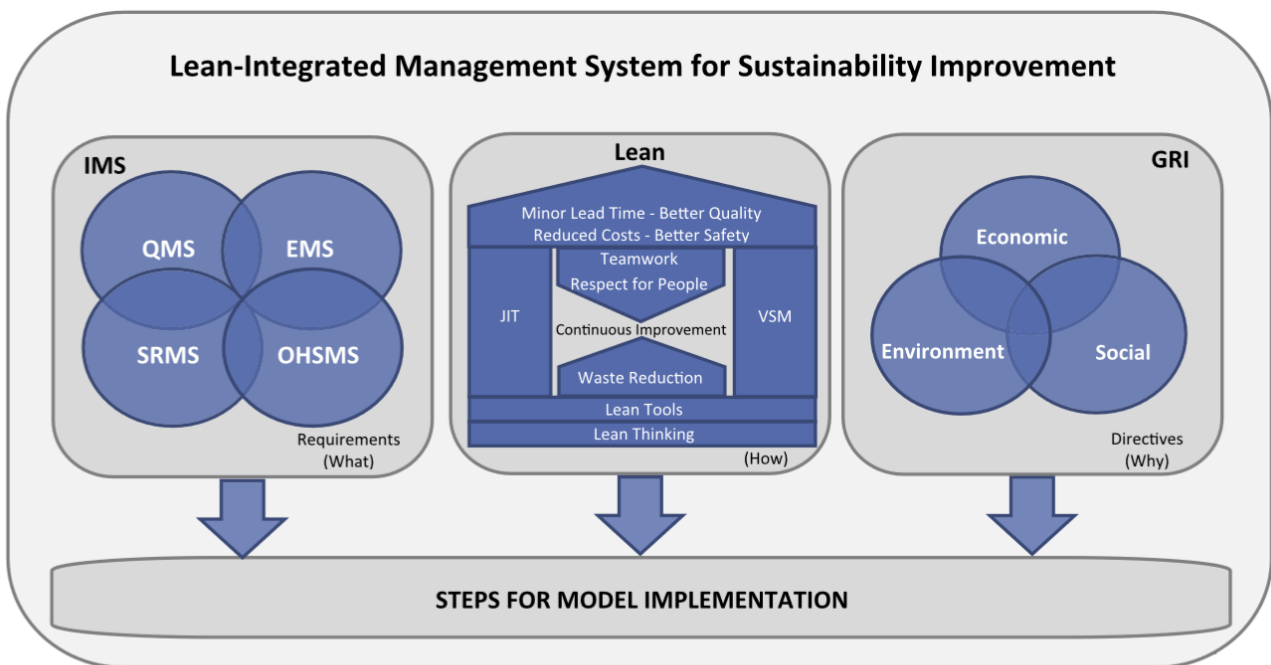 Lean-Integrated Management System for Sustainability Improvement
IMS
QMS
EMS
SRMS
OHSMS
Requirements
(What)
Lean
Minor Lead Time - Better Quality
Reduced Costs - Better Safety
Teamwork
Respect for People
JIT
Continuous Improvement
VSM
Waste Reduction
Lean Tools
Lean Thinking
(How)
GRI
Economic
Environment
Social
Directives
(Why)
STEPS FOR MODEL IMPLEMENTATION